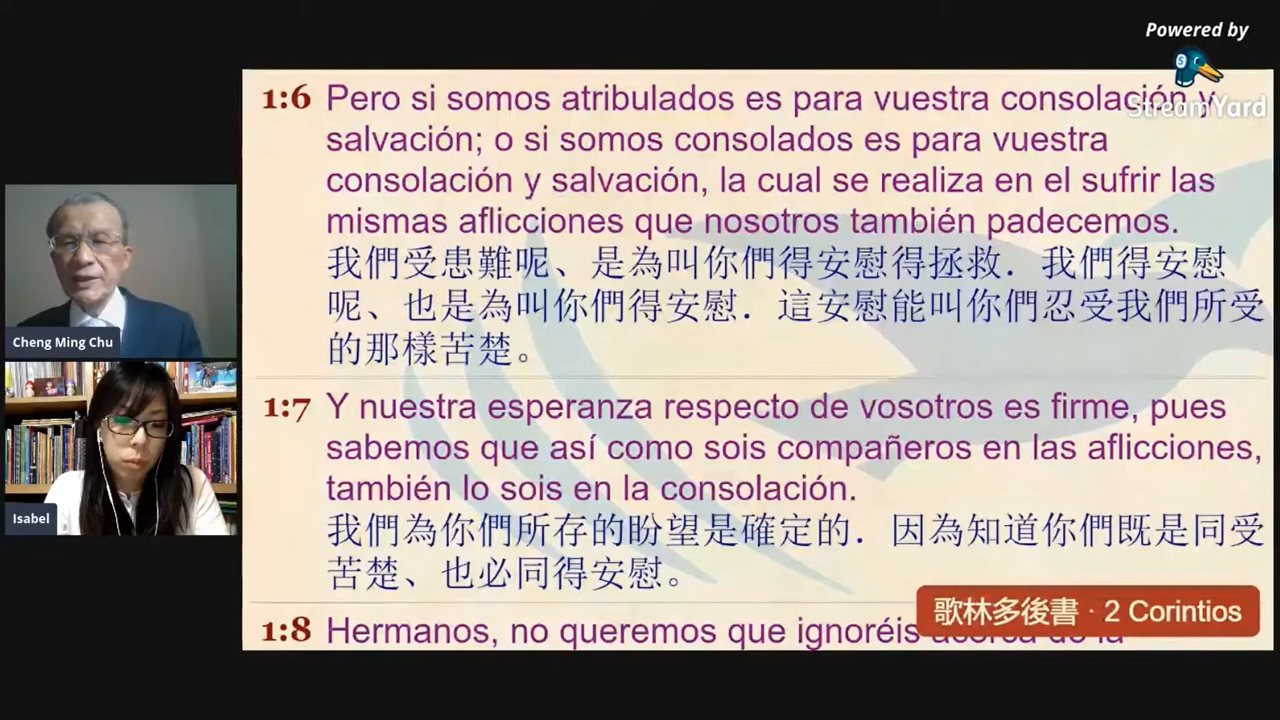 Powered by
StreamYard
1:6 Pero si somos atribulados es para vuestra consolación y
salvación; o si somos consolados es para vuestra
consolación y salvación, la cual se realiza en el sufrir las
mismas aflicciones que nosotros también padecemos.
我們受患難呢、是為叫你們得安慰得拯救．我們得安慰
呢、也是為叫你們得安慰．這安慰能叫你們忍受我們所受
的那樣苦楚。
1:7 Y nuestra esperanza respecto de vosotros es firme, pues
sabemos que así como sois compañeros en las aflicciones,
también lo sois en la consolación.
我們為你們所存的盼望是確定的．因為知道你們既是同受
苦楚、也必同得安慰。
1:8 Hermanos, no queremos que ignoréis acerca de la
歌林多後書 · 2 Corintios
Cheng Ming Chu
Isabel